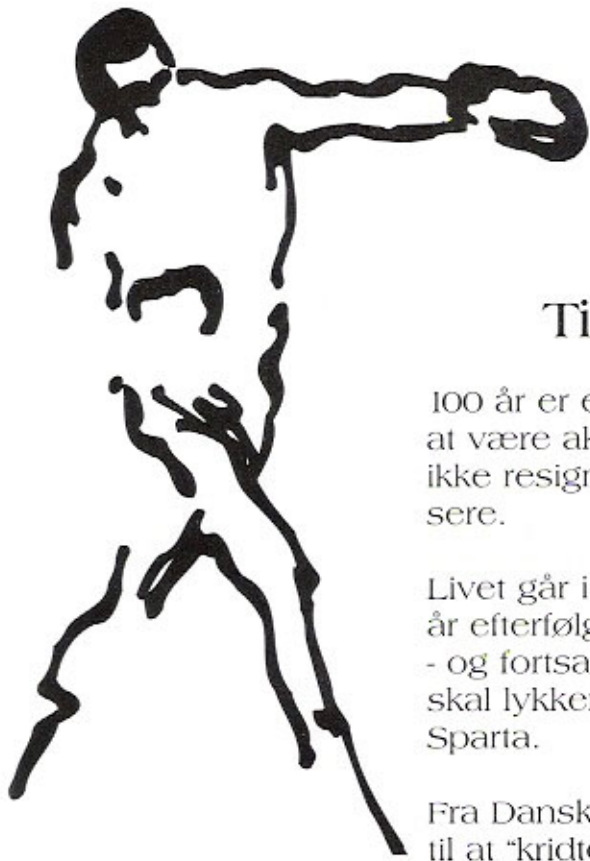 Ti
100 år er e
at være ak
ikke resign
sere.
Livet går i
år efterfølg
- og fortsa
skal lykke
Sparta.
Fra Dansk
til at "kridte